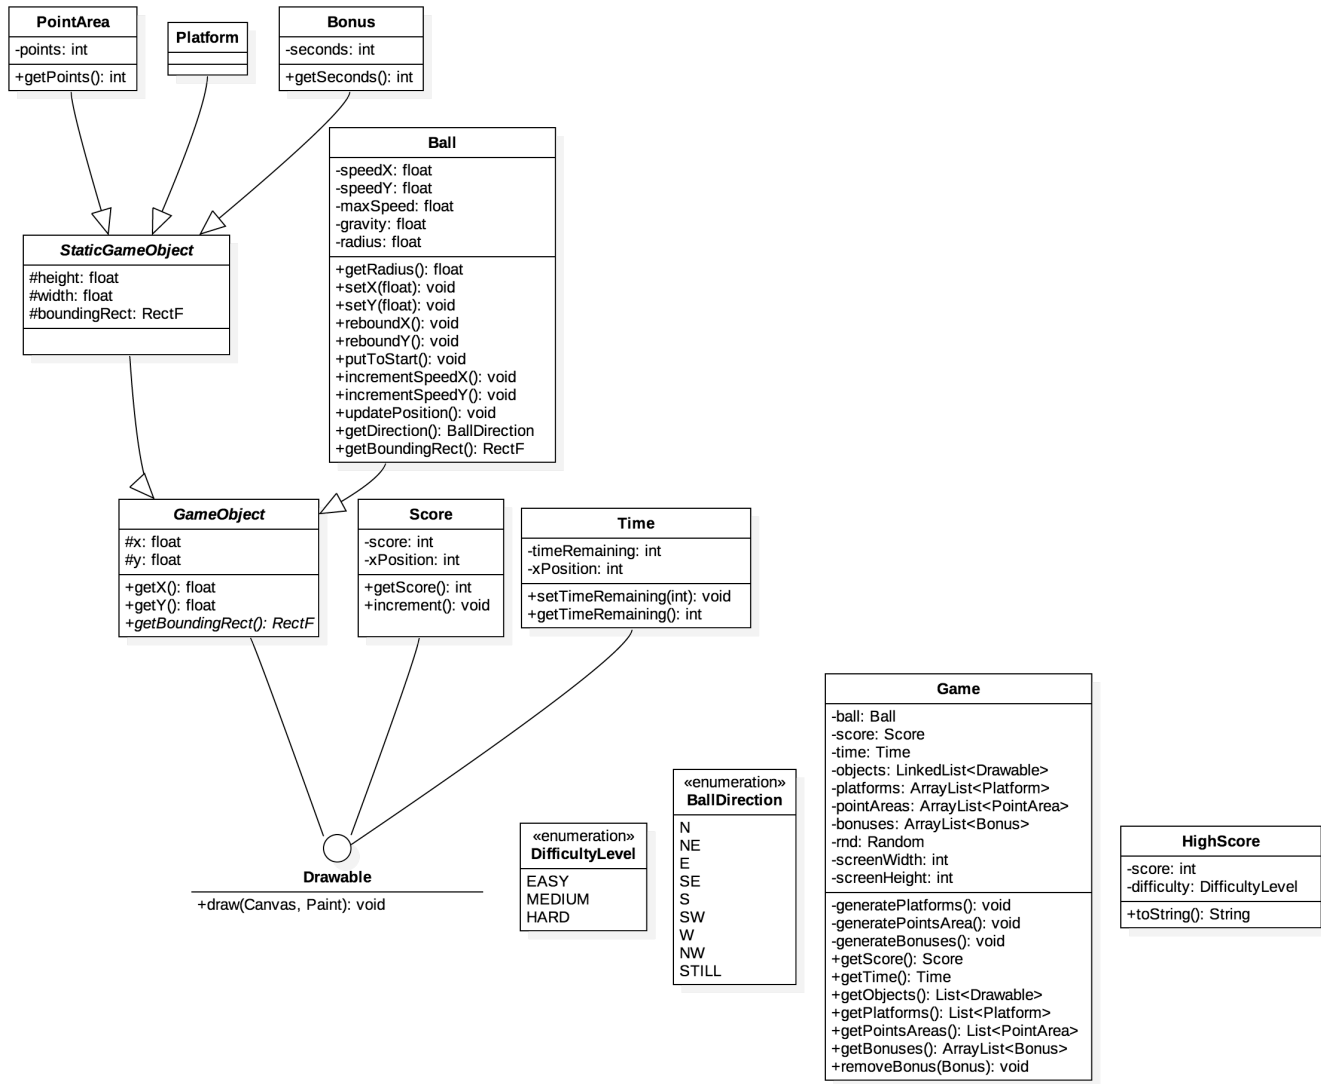 PointArea
-points: int
+getPoints(): int
Platform
Bonus
-seconds: int
+getSeconds(): int
Ball
-speedX: float
-speedY: float
-maxSpeed: float
-gravity: float
-radius: float
+getRadius(): float
+setX(float): void
+setY(float): void
+reboundX(): void
+reboundY(): void
+putToStart(): void
+incrementSpeedX(): void
+incrementSpeedY(): void
+updatePosition(): void
+getDirection(): BallDirection
+getBoundingRect(): RectF
StaticGameObject
#height: float
#width: float
#boundingRect: RectF
GameObject
#x: float
#y: float
+getX(): float
+getY(): float
+getBoundingRect(): RectF
Score
-score: int
-xPosition: int
+getScore(): int
+increment(): void
Time
-timeRemaining: int
-xPosition: int
+setTimeRemaining(int): void
+getTimeRemaining(): int
Drawable
+draw(Canvas, Paint): void
«enumeration»
DifficultyLevel
EASY
MEDIUM
HARD
«enumeration»
BallDirection
N
NE
E
SE
S
SW
W
NW
STILL
Game
-ball: Ball
-score: Score
-time: Time
-objects: LinkedList<Drawable>
-platforms: ArrayList<Platform>
-pointAreas: ArrayList<PointArea>
-bonuses: ArrayList<Bonus>
-rnd: Random
-screenWidth: int
-screenHeight: int
-generatePlatforms(): void
-generatePointsArea(): void
-generateBonuses(): void
+getScore(): Score
+getTime(): Time
+getObjects(): List<Drawable>
+getPlatforms(): List<Platform>
+getPointsAreas(): List<PointArea>
+getBonuses(): ArrayList<Bonus>
+removeBonus(Bonus): void
HighScore
-score: int
-difficulty: DifficultyLevel
+toString(): String